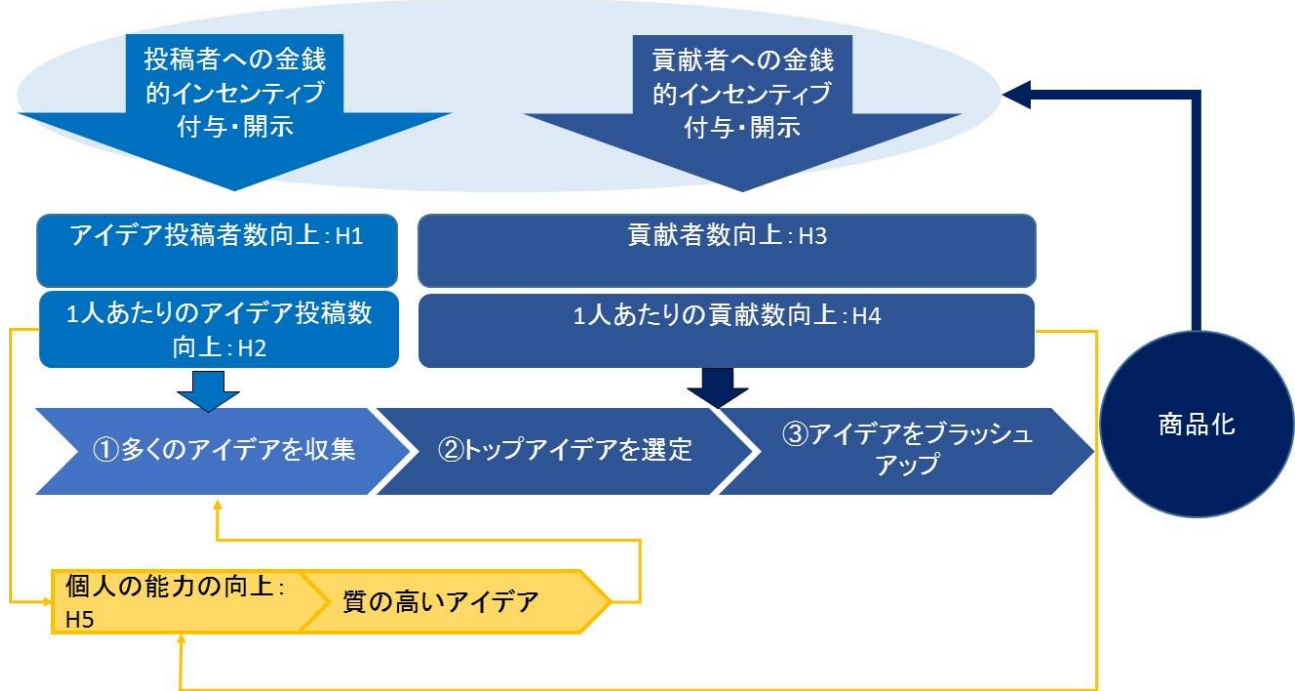 投稿者への金銭
的インセンティブ
付与・開示
貢献者への金銭
的インセンティブ
付与・開示
アイデア投稿者数向上:H1
貢献者数向上:H3
1人あたりのアイデア投稿数
向上:H2
1人あたりの貢献数向上:H4
①多くのアイデアを収集
②トップアイデアを選定
③アイデアをブラッシュ
アップ
商品化
個人の能力の向上:
H5
質の高いアイデア